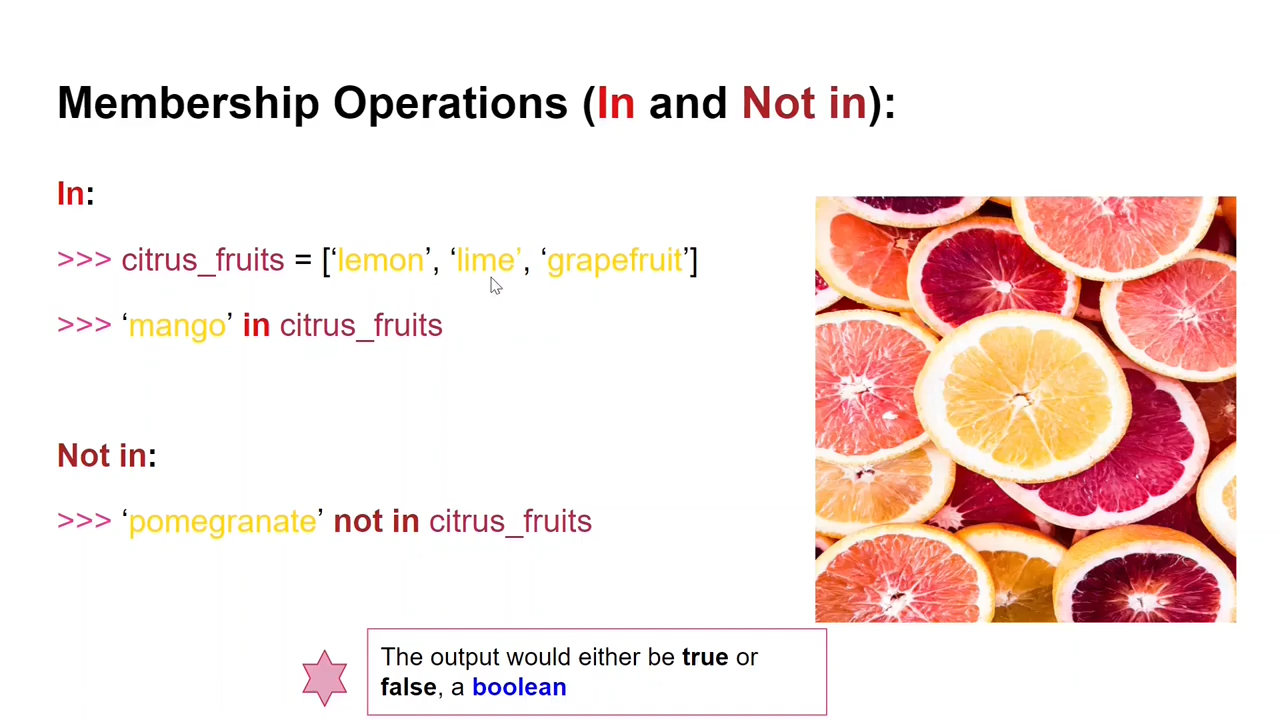 Membership Operations (In and Not in):
In:
>>> citrus_fruits = [‘lemon’, ‘lime’, ‘grapefruit’]
>>> ‘mango’ in citrus_fruits
Not in:
>>> ‘pomegranate’ not in citrus_fruits
The output would either be true or
false, a boolean